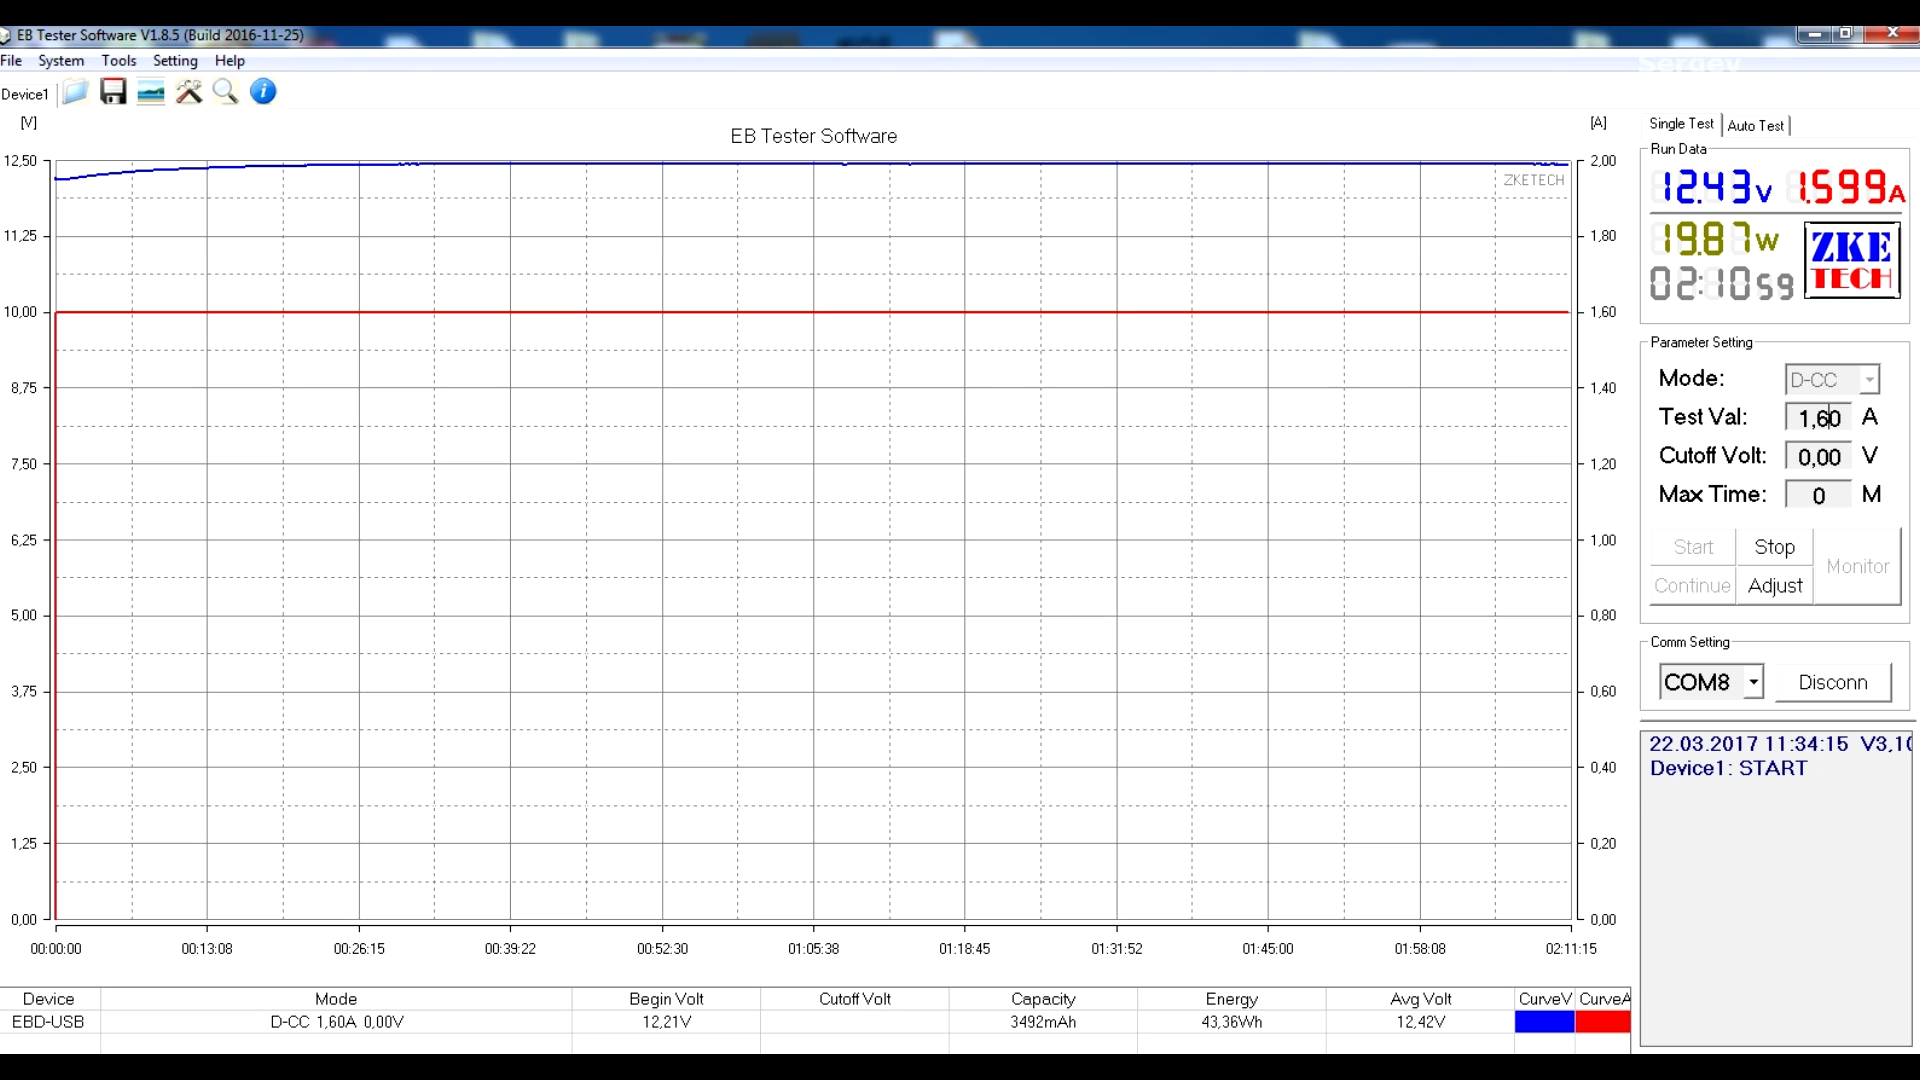 EB Tester Software V1.8.5 (Build 2016-11-25)
File System Tools Setting Help
Sergey
Device1
[V]
EB Tester Software
[A]
ZKETECH
12,50
11,25
10,00
8,75
7,50
6,25
5,00
3,75
2,50
1,25
0,00
2,00
1,80
1,60
1,40
1,20
1,00
0,80
0,60
0,40
0,20
0,00
00:00:00 00:13:08 00:26:15 00:39:22 00:52:30 01:05:38 01:18:45 01:31:52 01:45:00 01:58:08 02:11:15
Single Test Auto Test
Run Data
12.43V 1.599A
19.87W
02:10 59
ZKE
TECH
Parameter Setting
Mode: D-CC
Test Val: 1,60 A
Cutoff Volt: 0,00 V
Max Time: 0 M
Start Stop Monitor
Continue Adjust
Comm Setting
COM8 Disconn
22.03.2017 11:34:15 V3,10
Device1: START
Device Mode Begin Volt Cutoff Volt Capacity Energy Avg Volt CurveV CurveA
EBD-USB D-CC 1,60A 0,00V 12,21V 3492mAh 43,36Wh 12,42V